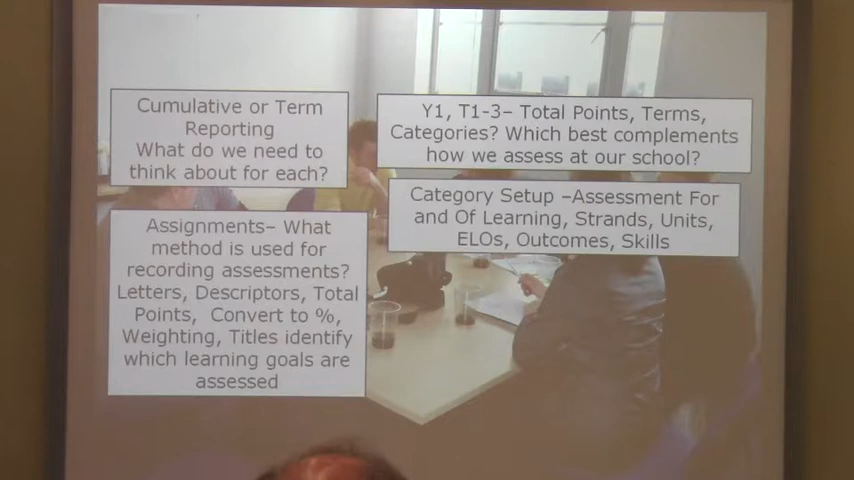 Cumulative or Term
Reporting
What do we need to
think about for each?
Y1, T1-3– Total Points, Terms,
Categories? Which best complements
how we assess at our school?
Category Setup –Assessment For
and Of Learning, Strands, Units,
ELOs, Outcomes, Skills
Assignments– What
method is used for
recording assessments?
Letters, Descriptors, Total
Points, Convert to %,
Weighting, Titles identify
which learning goals are
assessed